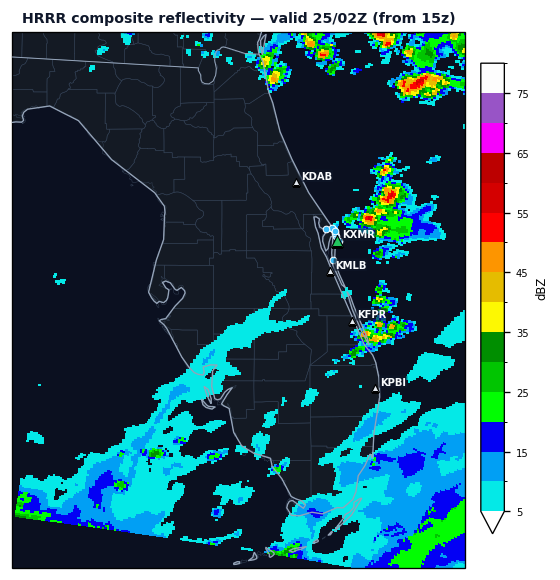 HRRR composite reflectivity — valid 25/02Z (from 15z)
KDAB
KXMR
KMLB
KFPR
KPBI
75
65
55
45
35
25
15
5
dBZ